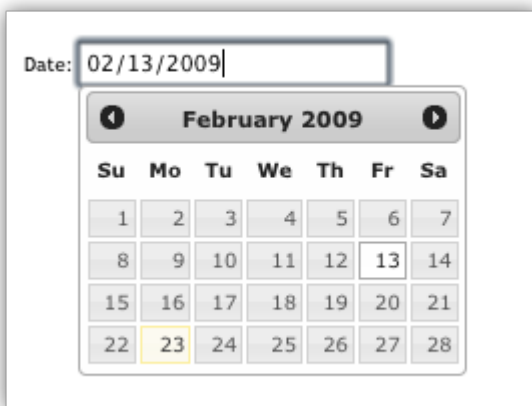 Date: 02/13/2009
February 2009
Su Mo Tu We Th Fr Sa
1 2 3 4 5 6 7
8 9 10 11 12 13 14
15 16 17 18 19 20 21
22 23 24 25 26 27 28